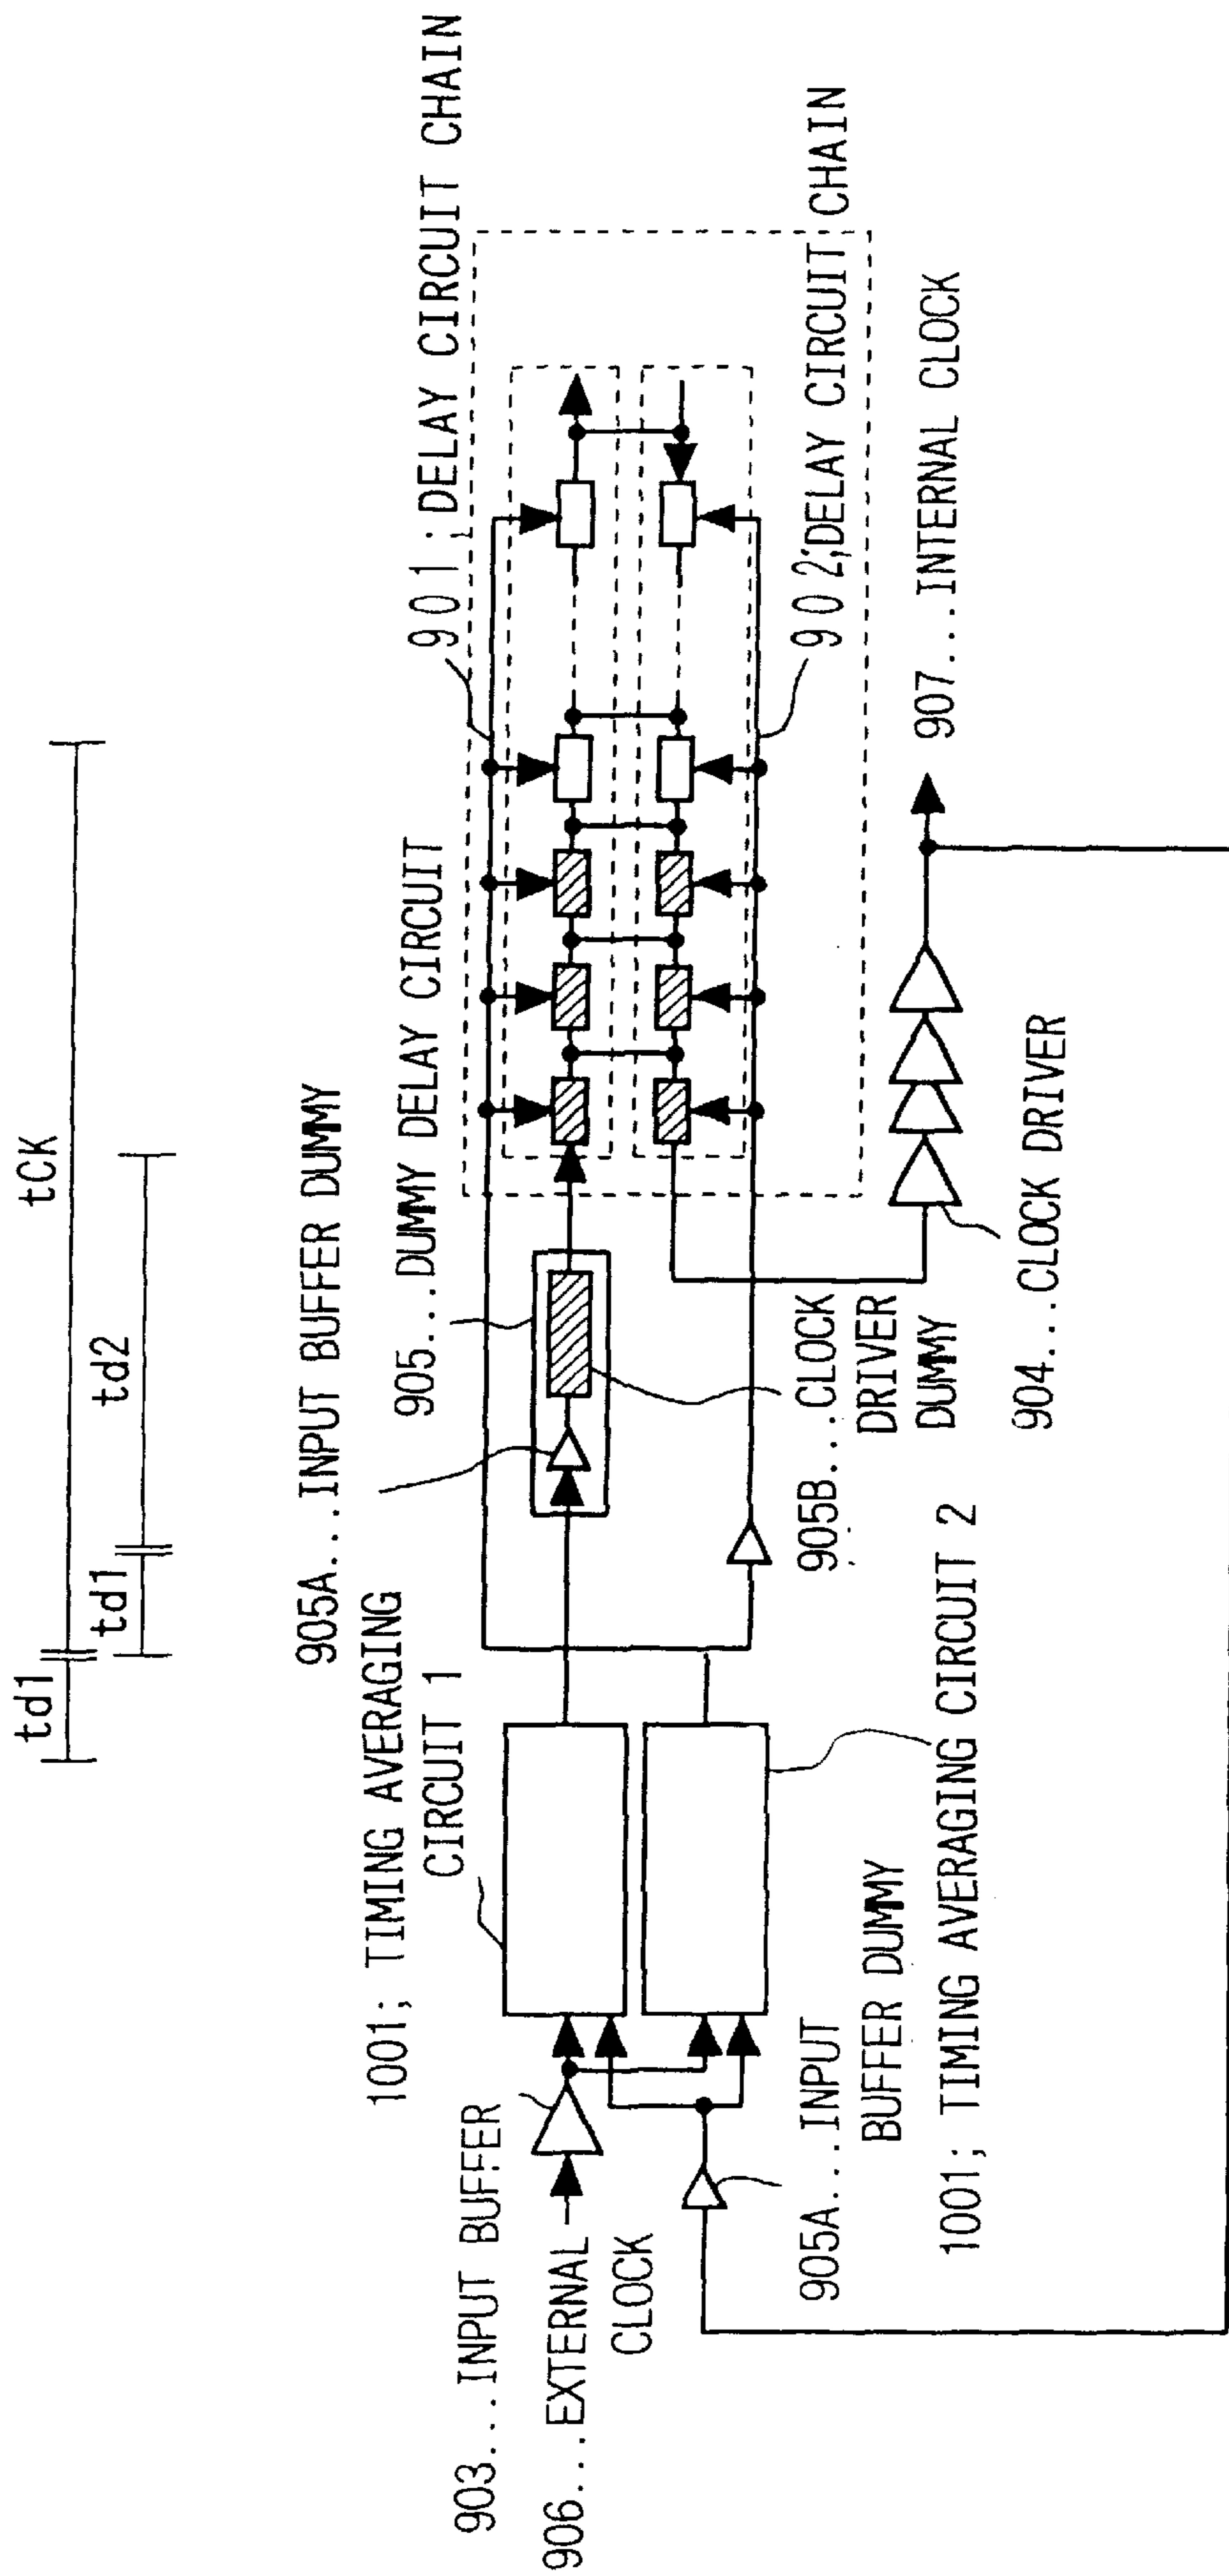 td1
tCK
td1
td2
905A...INPUT BUFFER DUMMY
905...DUMMY DELAY CIRCUIT
901; DELAY CIRCUIT CHAIN
1001; TIMING AVERAGING
CIRCUIT 1
903...INPUT BUFFER
906...EXTERNAL
CLOCK
905A...INPUT
BUFFER DUMMY
1001; TIMING AVERAGING CIRCUIT 2
905B...CLOCK
DRIVER
DUMMY
902;DELAY CIRCUIT CHAIN
904...CLOCK DRIVER
907...INTERNAL CLOCK